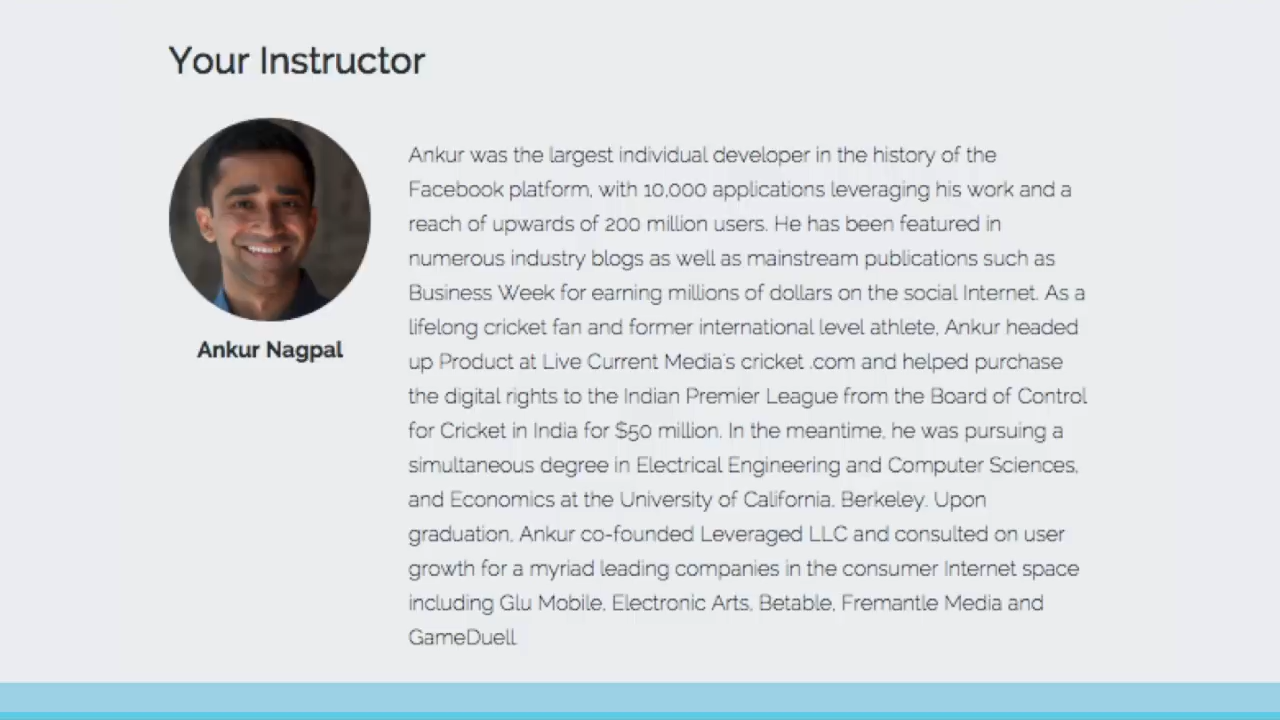 Your Instructor
Ankur Nagpal
Ankur was the largest individual developer in the history of the
Facebook platform, with 10,000 applications leveraging his work and a
reach of upwards of 200 million users. He has been featured in
numerous industry blogs as well as mainstream publications such as
Business Week for earning millions of dollars on the social Internet. As a
lifelong cricket fan and former international level athlete, Ankur headed
up Product at Live Current Media's cricket .com and helped purchase
the digital rights to the Indian Premier League from the Board of Control
for Cricket in India for $50 million. In the meantime, he was pursuing a
simultaneous degree in Electrical Engineering and Computer Sciences,
and Economics at the University of California, Berkeley. Upon
graduation, Ankur co-founded Leveraged LLC and consulted on user
growth for a myriad leading companies in the consumer Internet space
including Glu Mobile, Electronic Arts, Betable, Fremantle Media and
GameDuell